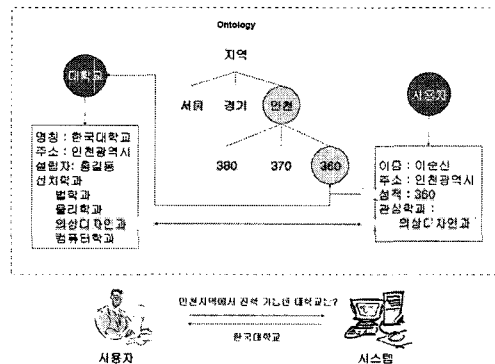 Ontology
지역
대학교
사용자
서울 경기 인천
명칭 : 한국대학교
주소 : 인천광역시
설립자 : 홍길동
설치학과
법학과
물리학과
의상디자인과
컴퓨터학과
380 370 360
이름 : 이순신
주소 : 인천광역시
성적 : 360
관심학과 :
의상디자인과
인천지역에서 진학 가능한 대학교는?
한국대학교
사용자
시스템